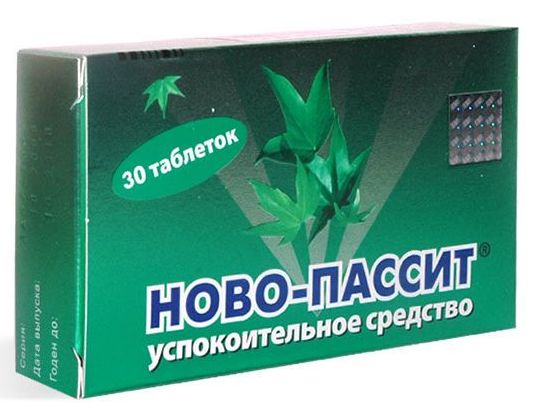 30 таблеток
НОВО-ПАССИТ®
успокоительное средство
Серия:
Дата выпуска:
Годен до: